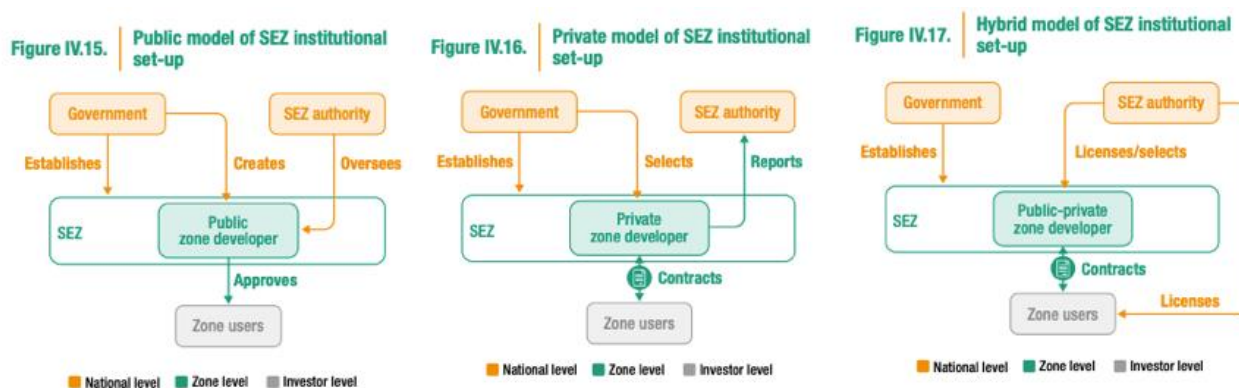 Figure IV.15.
Public model of SEZ institutional
set-up
Government
SEZ authority
Establishes
Creates
Oversees
SEZ
Public
zone developer
Approves
Zone users
National level
Zone level
Investor level
Figure IV.16.
Private model of SEZ institutional
set-up
Government
SEZ authority
Establishes
Selects
Reports
SEZ
Private
zone developer
Contracts
Zone users
National level
Zone level
Investor level
Figure IV.17.
Hybrid model of SEZ institutional
set-up
Government
SEZ authority
Establishes
Licenses/selects
SEZ
Public-private
zone developer
Contracts
Licenses
Zone users
National level
Zone level
Investor level